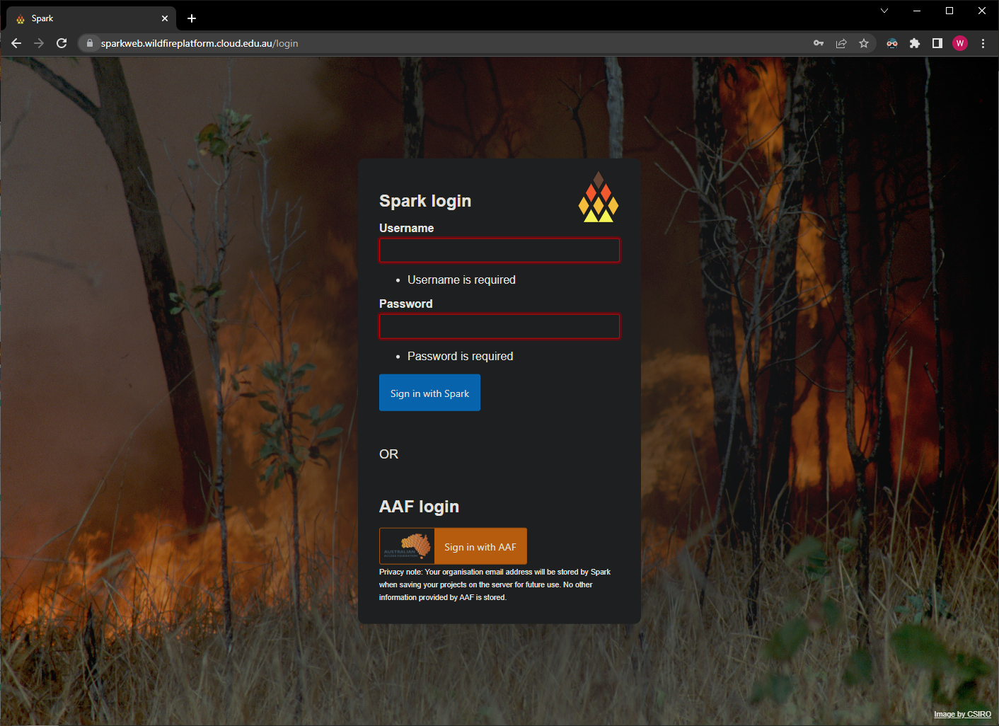 Spark
sparkweb.wildfireplatform.cloud.edu.au/login
W
Spark login
Username
• Username is required
Password
• Password is required
Sign in with Spark
OR
AAF login
AUSTRALIAN
ACCESS FEDERATION
Sign in with AAF
Privacy note: Your organisation email address will be stored by Spark
when saving your projects on the server for future use. No other
information provided by AAF is stored.
Image by CSIRO